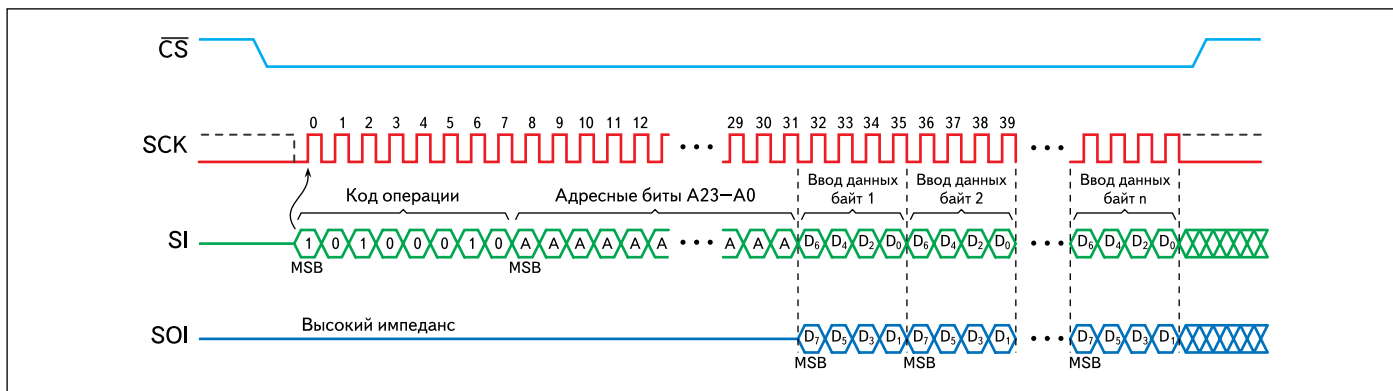 CS
0 1 2 3 4 5 6 7 8 9 10 11 12 29 30 31 32 33 34 35 36 37 38 39
SCK
Код операции
Адресные биты A23—A0
Ввод данных
байт 1
Ввод данных
байт 2
Ввод данных
байт n
SI
1 0 1 0 0 0 1 0 A A A A A A A A D6 D4 D2 D0 D6 D4 D2 D0 D6 D4 D2 D0
MSB MSB
Высокий импеданс
SOI
D7 D5 D3 D1 D7 D5 D3 D1 D7 D5 D3 D1
MSB MSB MSB